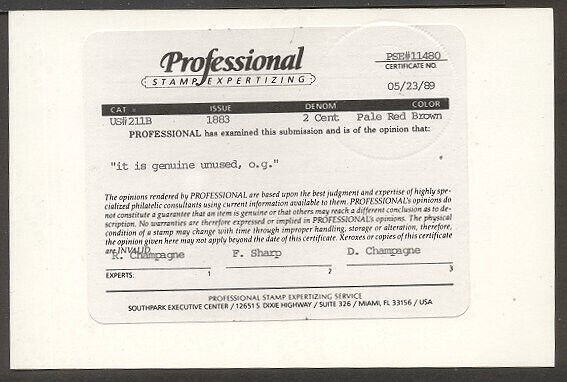 Professional
STAMP EXPERTIZING
PSE#11480
CERTIFICATE NO.
05/23/89
CAT # ISSUE DENOM COLOR
US#211B 1883 2 Cent Pale Red Brown
PROFESSIONAL has examined this submission and is of the opinion that:
"it is genuine unused, o.g."
The opinions rendered by PROFESSIONAL are based upon the best judgment and expertise of highly spe-
cialized philatelic consultants using current information available to them. PROFESSIONAL's opinions do
not constitute a guarantee that an item is genuine or that others may reach a different conclusion as to de-
scription. No warranties are therefore expressed or implied in PROFESSIONAL's opinions. The physical
condition of a stamp may change with time through improper handling, storage or alteration, therefore,
the opinion given here may not apply beyond the date of this certificate. Xeroxes or copies of this certificate
are INVALID.
R. Champagne F. Sharp D. Champagne
EXPERTS: 1 2 3
PROFESSIONAL STAMP EXPERTIZING SERVICE
SOUTHPARK EXECUTIVE CENTER / 12651 S. DIXIE HIGHWAY / SUITE 326 / MIAMI, FL 33156 / USA